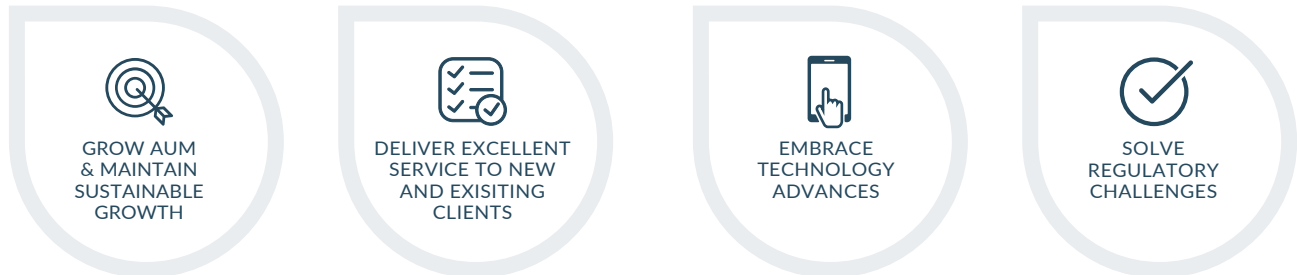 GROW AUM
& MAINTAIN
SUSTAINABLE
GROWTH
DELIVER EXCELLENT
SERVICE TO NEW
AND EXISITING
CLIENTS
EMBRACE
TECHNOLOGY
ADVANCES
SOLVE
REGULATORY
CHALLENGES